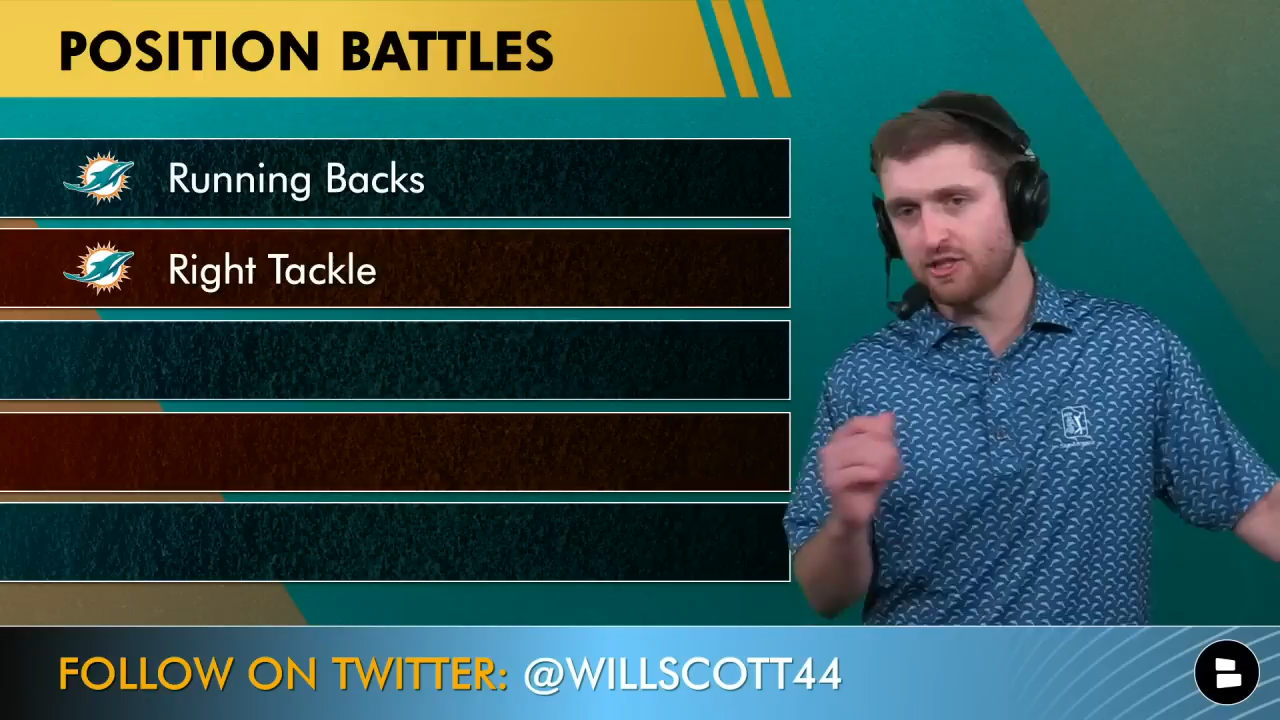 POSITION BATTLES
Running Backs
Right Tackle
FOLLOW ON TWITTER: @WILLSCOTT44